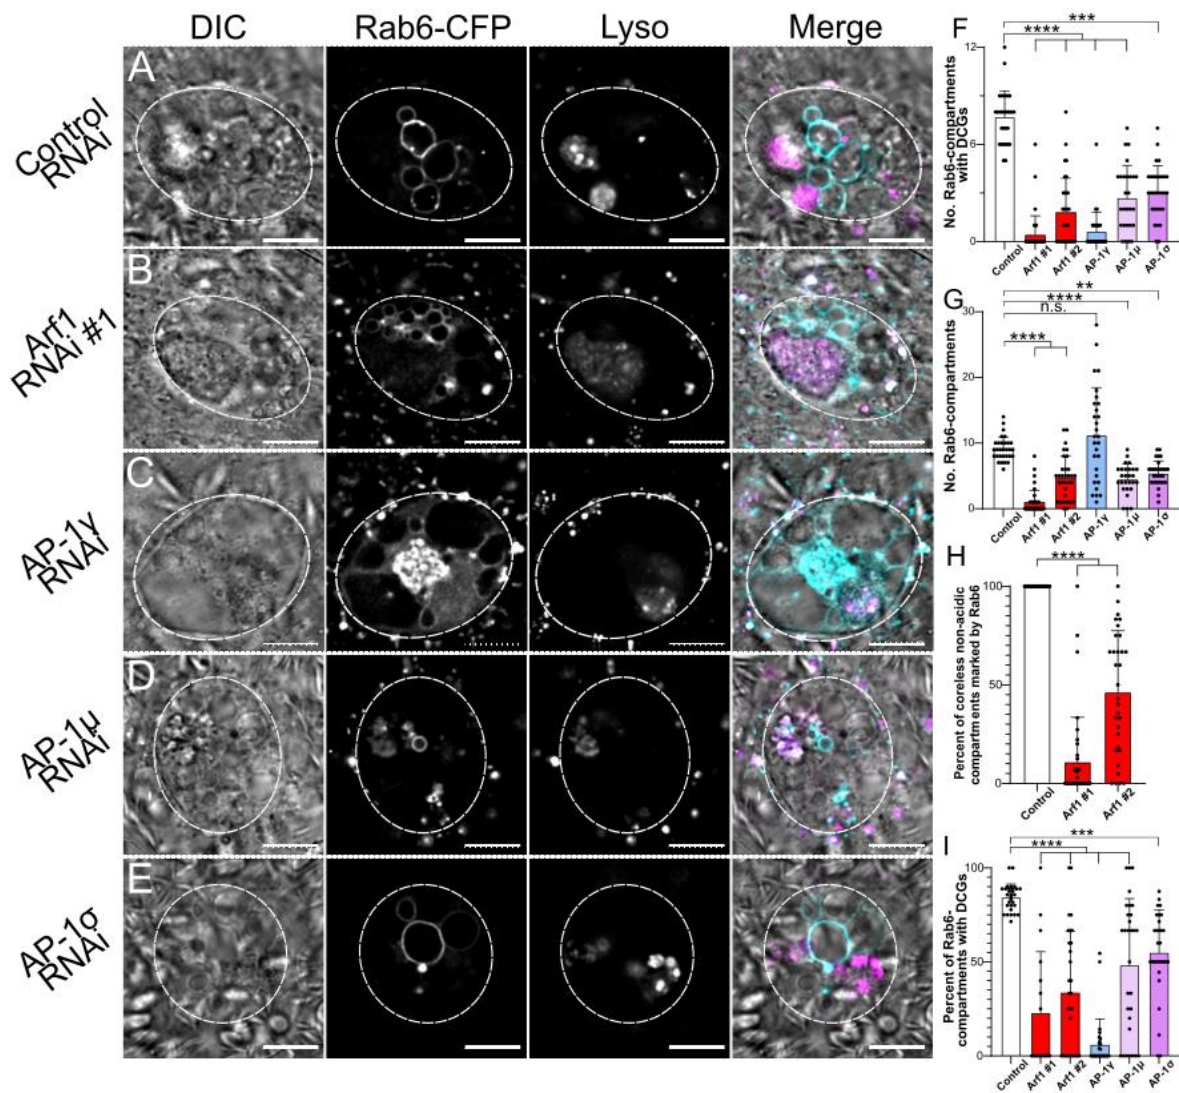 DIC Rab6-CFP Lyso Merge
Control
RNAi
A
Arf1
RNAi #1
B
AP-1γ
RNAi
C
AP-1μ
RNAi
D
AP-1σ
RNAi
E
F
***
****
No. Rab6-compartments
with DCGs
12
6
0
Control Arf1 #1 Arf1 #2 AP-1γ AP-1μ AP-1σ
G
**
****
n.s.
****
No. Rab6-compartments
30
20
10
0
Control Arf1 #1 Arf1 #2 AP-1γ AP-1μ AP-1σ
H
****
Percent of coreless non-acidic
compartments marked by Rab6
100
50
0
Control Arf1 #1 Arf1 #2
I
***
****
Percent of Rab6-
compartments with DCGs
100
50
0
Control Arf1 #1 Arf1 #2 AP-1γ AP-1μ AP-1σ